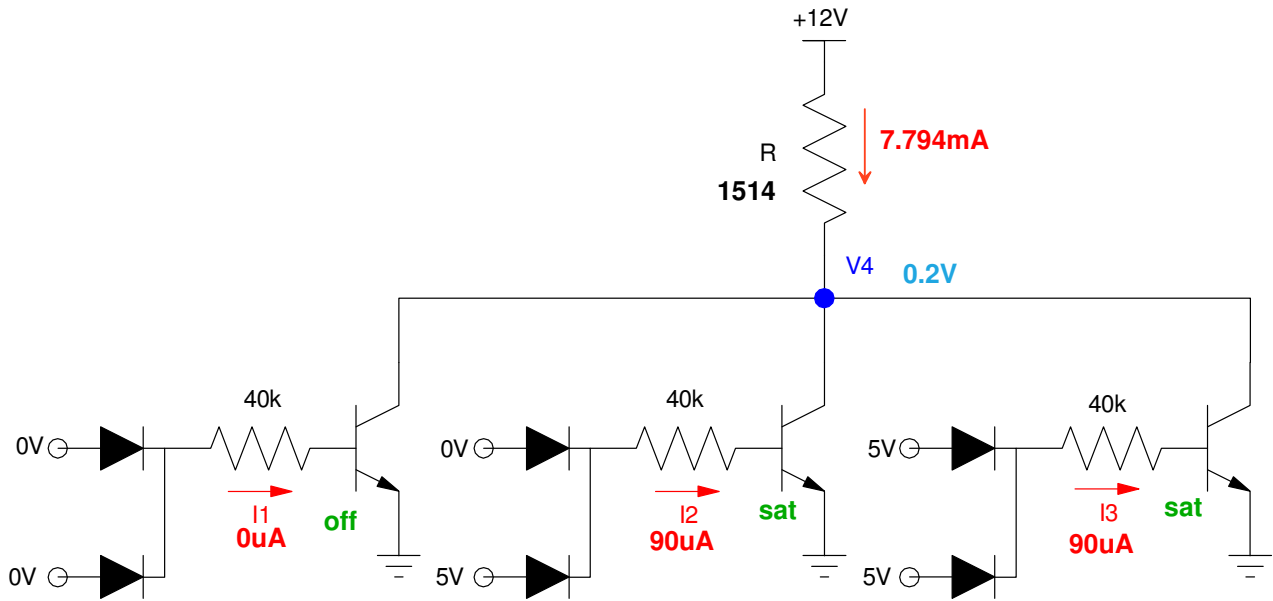 +12V
7.794mA
R
1514
V4
0.2V
40k
40k
40k
0V
0V
5V
I1
0uA
off
I2
90uA
sat
I3
90uA
sat
0V
5V
5V